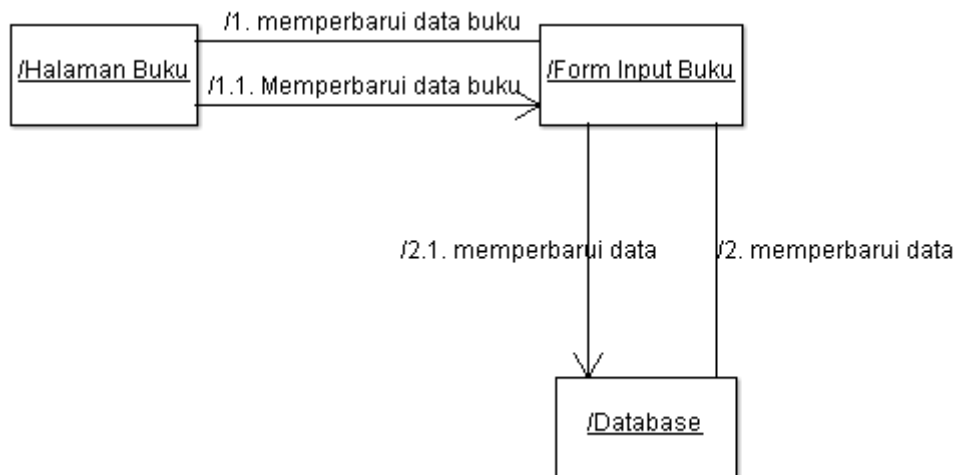 /1. memperbarui data buku
/Halaman Buku
/Form Input Buku
/1.1. Memperbarui data buku
/2.1. memperbarui data
/2. memperbarui data
/Database